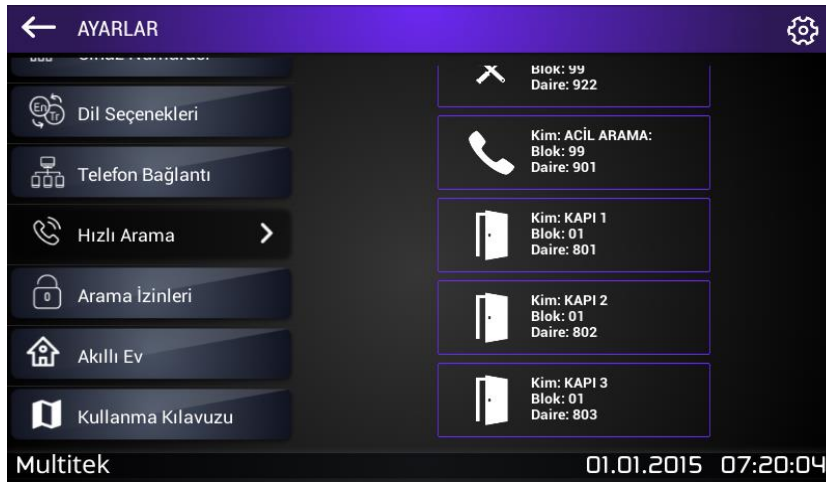 AYARLAR
Dil Seçenekleri
Telefon Bağlantı
Hızlı Arama
Arama İzinleri
Akıllı Ev
Kullanma Kılavuzu
Blok: 99
Daire: 922
Kim: ACİL ARAMA:
Blok: 99
Daire: 901
Kim: KAPI 1
Blok: 01
Daire: 801
Kim: KAPI 2
Blok: 01
Daire: 802
Kim: KAPI 3
Blok: 01
Daire: 803
Multitek
01.01.2015 07:20:04